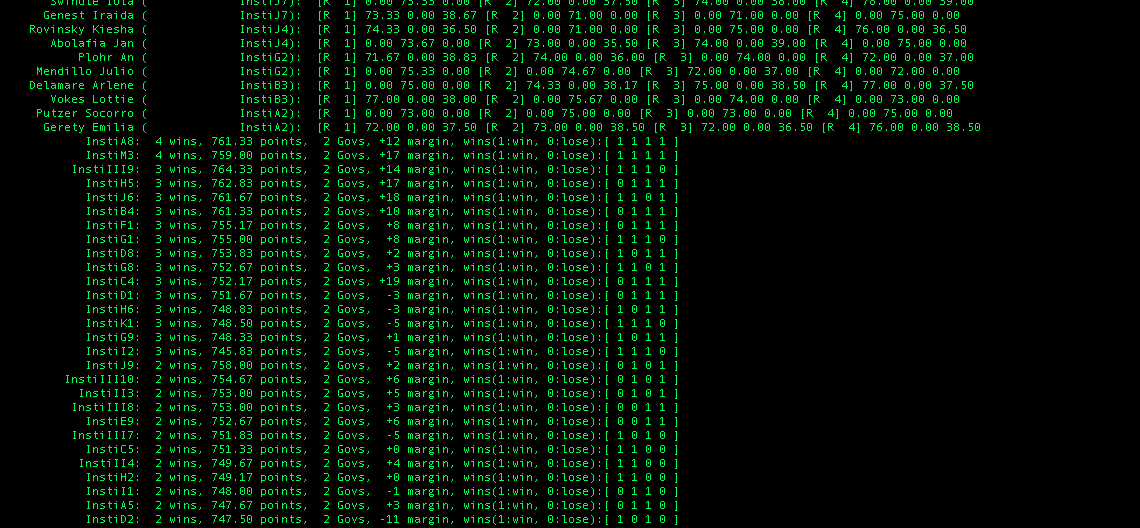 Genest Iraida ( InstiJ7): [R 1] 73.33 0.00 38.67 [R 2] 0.00 71.00 0.00 [R 3] 0.00 71.00 0.00 [R 4] 0.00 75.00 0.00
Rovinsky Kiesha ( InstiJ4): [R 1] 74.33 0.00 36.50 [R 2] 0.00 71.00 0.00 [R 3] 0.00 75.00 0.00 [R 4] 76.00 0.00 36.50
Abolafia Jan ( InstiJ4): [R 1] 0.00 73.67 0.00 [R 2] 73.00 0.00 35.50 [R 3] 74.00 0.00 39.00 [R 4] 0.00 75.00 0.00
Plohr An ( InstiG2): [R 1] 71.67 0.00 38.83 [R 2] 74.00 0.00 36.00 [R 3] 0.00 74.00 0.00 [R 4] 72.00 0.00 37.00
Mendillo Julio ( InstiG2): [R 1] 0.00 75.33 0.00 [R 2] 0.00 74.67 0.00 [R 3] 72.00 0.00 37.00 [R 4] 0.00 72.00 0.00
Delamare Arlene ( InstiB3): [R 1] 0.00 75.00 0.00 [R 2] 74.33 0.00 38.17 [R 3] 75.00 0.00 38.50 [R 4] 77.00 0.00 37.50
Vokes Lottie ( InstiB3): [R 1] 77.00 0.00 38.00 [R 2] 0.00 75.67 0.00 [R 3] 0.00 74.00 0.00 [R 4] 0.00 73.00 0.00
Putzer Socorro ( InstiA2): [R 1] 0.00 73.00 0.00 [R 2] 0.00 73.00 0.00 [R 3] 0.00 73.00 0.00 [R 4] 0.00 75.00 0.00
Gerety Emilia ( InstiA2): [R 1] 72.00 0.00 37.50 [R 2] 73.00 0.00 38.50 [R 3] 72.00 0.00 36.50 [R 4] 76.00 0.00 38.50
InstiA8: 4 wins, 761.33 points, 2 Govs, +12 margin, wins(1:win, 0:lose):[ 1 1 1 1 ]
InstiM3: 4 wins, 759.00 points, 2 Govs, +17 margin, wins(1:win, 0:lose):[ 1 1 1 1 ]
InstiIII9: 3 wins, 764.33 points, 2 Govs, +14 margin, wins(1:win, 0:lose):[ 1 1 1 0 ]
InstiH5: 3 wins, 762.83 points, 2 Govs, +17 margin, wins(1:win, 0:lose):[ 0 1 1 1 ]
InstiJ6: 3 wins, 761.67 points, 2 Govs, +18 margin, wins(1:win, 0:lose):[ 1 0 1 1 ]
InstiB4: 3 wins, 761.33 points, 2 Govs, +10 margin, wins(1:win, 0:lose):[ 0 1 1 1 ]
InstiF1: 3 wins, 755.17 points, 2 Govs, +8 margin, wins(1:win, 0:lose):[ 0 1 1 1 ]
InstiG1: 3 wins, 755.00 points, 2 Govs, +8 margin, wins(1:win, 0:lose):[ 1 1 1 0 ]
InstiD8: 3 wins, 753.83 points, 2 Govs, +2 margin, wins(1:win, 0:lose):[ 1 0 1 1 ]
InstiG8: 3 wins, 752.67 points, 2 Govs, +3 margin, wins(1:win, 0:lose):[ 0 1 1 1 ]
InstiC4: 3 wins, 752.17 points, 2 Govs, +19 margin, wins(1:win, 0:lose):[ 1 0 1 1 ]
InstiD1: 3 wins, 751.67 points, 2 Govs, -3 margin, wins(1:win, 0:lose):[ 0 1 1 1 ]
InstiH6: 3 wins, 748.83 points, 2 Govs, -3 margin, wins(1:win, 0:lose):[ 1 0 1 1 ]
InstiK1: 3 wins, 748.50 points, 2 Govs, -5 margin, wins(1:win, 0:lose):[ 1 1 1 0 ]
InstiG9: 3 wins, 748.33 points, 2 Govs, +1 margin, wins(1:win, 0:lose):[ 0 1 1 1 ]
InstiI2: 3 wins, 745.83 points, 2 Govs, -5 margin, wins(1:win, 0:lose):[ 1 1 1 0 ]
InstiJ9: 2 wins, 758.00 points, 2 Govs, +2 margin, wins(1:win, 0:lose):[ 0 1 0 1 ]
InstiIII10: 2 wins, 754.67 points, 2 Govs, +6 margin, wins(1:win, 0:lose):[ 0 1 0 1 ]
InstiII3: 2 wins, 753.00 points, 2 Govs, +5 margin, wins(1:win, 0:lose):[ 0 1 0 1 ]
InstiIII8: 2 wins, 753.00 points, 2 Govs, +3 margin, wins(1:win, 0:lose):[ 0 0 1 1 ]
InstiE9: 2 wins, 752.67 points, 2 Govs, +6 margin, wins(1:win, 0:lose):[ 0 0 1 1 ]
InstiIII7: 2 wins, 751.83 points, 2 Govs, -5 margin, wins(1:win, 0:lose):[ 1 0 1 0 ]
InstiC5: 2 wins, 751.33 points, 2 Govs, +0 margin, wins(1:win, 0:lose):[ 1 1 0 0 ]
InstiII4: 2 wins, 749.67 points, 2 Govs, +4 margin, wins(1:win, 0:lose):[ 0 1 0 1 ]
InstiH2: 2 wins, 749.17 points, 2 Govs, +0 margin, wins(1:win, 0:lose):[ 1 1 0 0 ]
InstiI1: 2 wins, 748.00 points, 2 Govs, -1 margin, wins(1:win, 0:lose):[ 1 0 0 1 ]
InstiA5: 2 wins, 747.67 points, 2 Govs, +3 margin, wins(1:win, 0:lose):[ 0 1 0 1 ]
InstiD2: 2 wins, 747.50 points, 2 Govs, -11 margin, wins(1:win, 0:lose):[ 0 1 0 1 ]